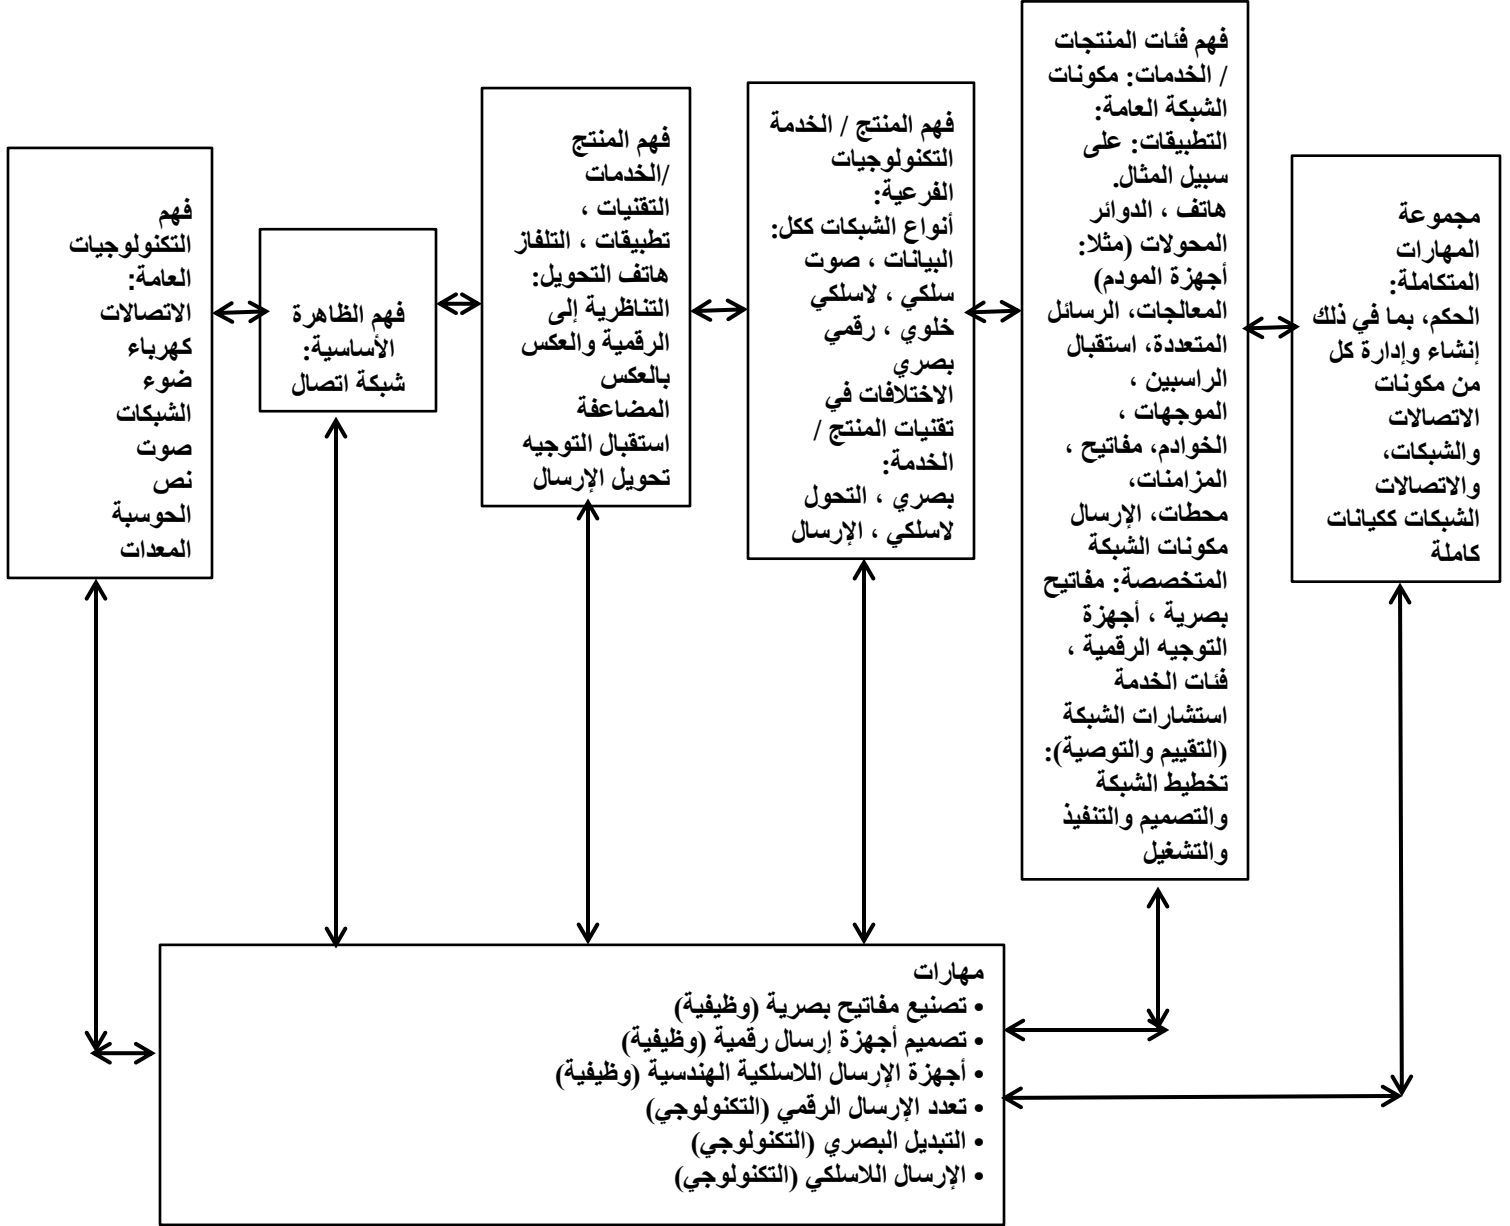 فهم
التكنولوجيات
العامة:
الاتصالات
كهرباء
ضوء
الشبكات
صوت
نص
الحوسبة
المعدات
فهم الظاهرة
الأساسية:
شبكة اتصال
فهم المنتج
/الخدمات
التقنيات ،
تطبيقات ، التلفاز
هاتف التحويل:
التناظرية إلى
الرقمية والعكس
بالعكس
المضاعفة
استقبال التوجيه
تحويل الإرسال
فهم المنتج / الخدمة
التكنولوجيات
الفرعية:
أنواع الشبكات ككل:
البيانات ، صوت
سلكي ، لاسلكي
خلوي ، رقمي
بصري
الاختلافات في
تقنيات المنتج /
الخدمة:
بصري ، التحول
لاسلكي ، الإرسال
فهم فئات المنتجات
/ الخدمات: مكونات
الشبكة العامة:
التطبيقات: على
سبيل المثال.
هاتف ، الدوائر
المحولات (مثلا:
أجهزة المودم)
المعالجات، الرسائل
المتعددة، استقبال
الراسبين ،
الموجهات ،
الخوادم، مفاتيح ،
المزامنات،
محطات، الإرسال
مكونات الشبكة
المتخصصة: مفاتيح
بصرية ، أجهزة
التوجيه الرقمية ،
فئات الخدمة
استشارات الشبكة
(التقييم والتوصية):
تخطيط الشبكة
والتصميم والتنفيذ
والتشغيل
مجموعة
المهارات
المتكاملة:
الحكم، بما في ذلك
إنشاء وإدارة كل
من مكونات
الاتصالات
والشبكات،
والاتصالات
الشبكات ككيانات
كاملة
مهارات
• تصنيع مفاتيح بصرية (وظيفية)
• تصميم أجهزة إرسال رقمية (وظيفية)
• أجهزة الإرسال اللاسلكية الهندسية (وظيفية)
• تعدد الإرسال الرقمي (التكنولوجي)
• التبديل البصري (التكنولوجي)
• الإرسال اللاسلكي (التكنولوجي)